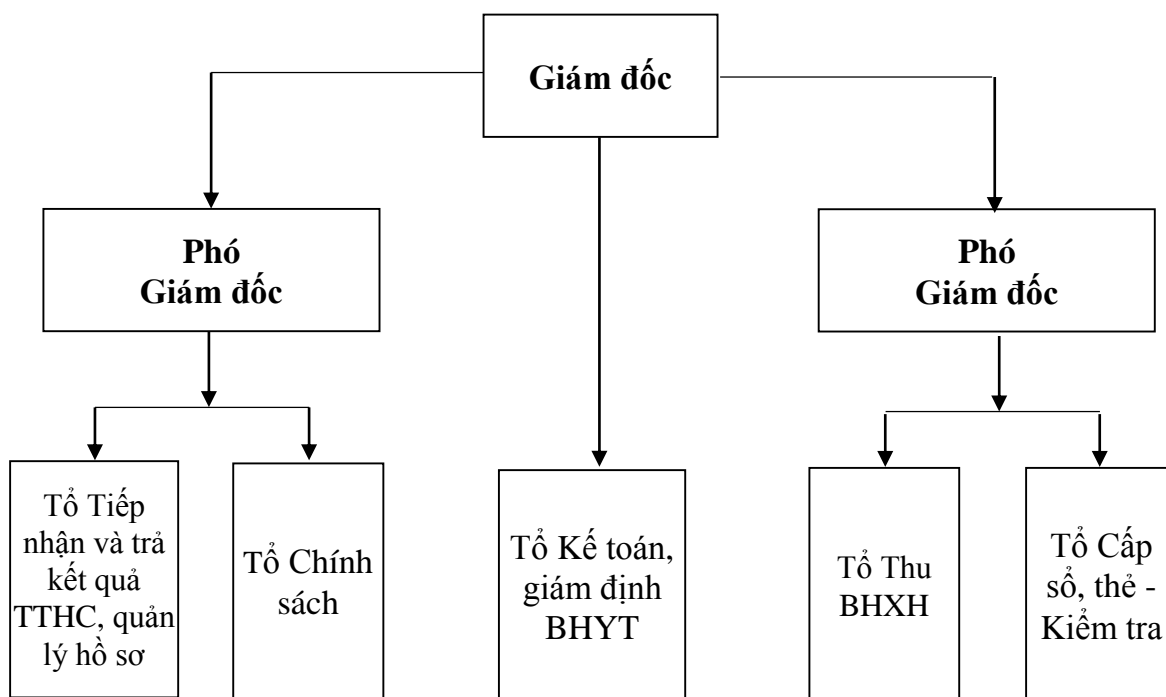 Giám đốc
Phó
Giám đốc
Phó
Giám đốc
Tổ Tiếp
nhận và trả
kết quả
TTHC, quản
lý hồ sơ
Tổ Chính
sách
Tổ Kế toán,
giám định
BHYT
Tổ Thu
BHXH
Tổ Cấp
sổ, thẻ -
Kiểm tra